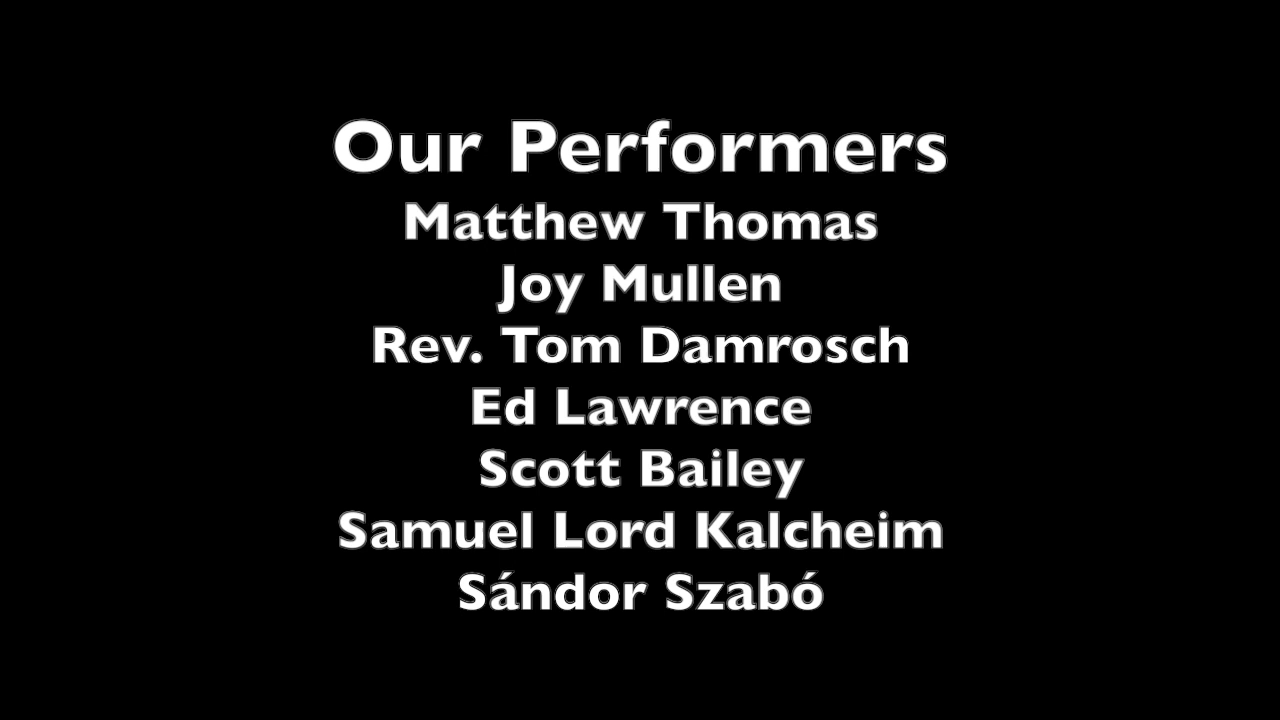 Our Performers
Matthew Thomas
Joy Mullen
Rev. Tom Damrosch
Ed Lawrence
Scott Bailey
Samuel Lord Kalcheim
Sándor Szabó